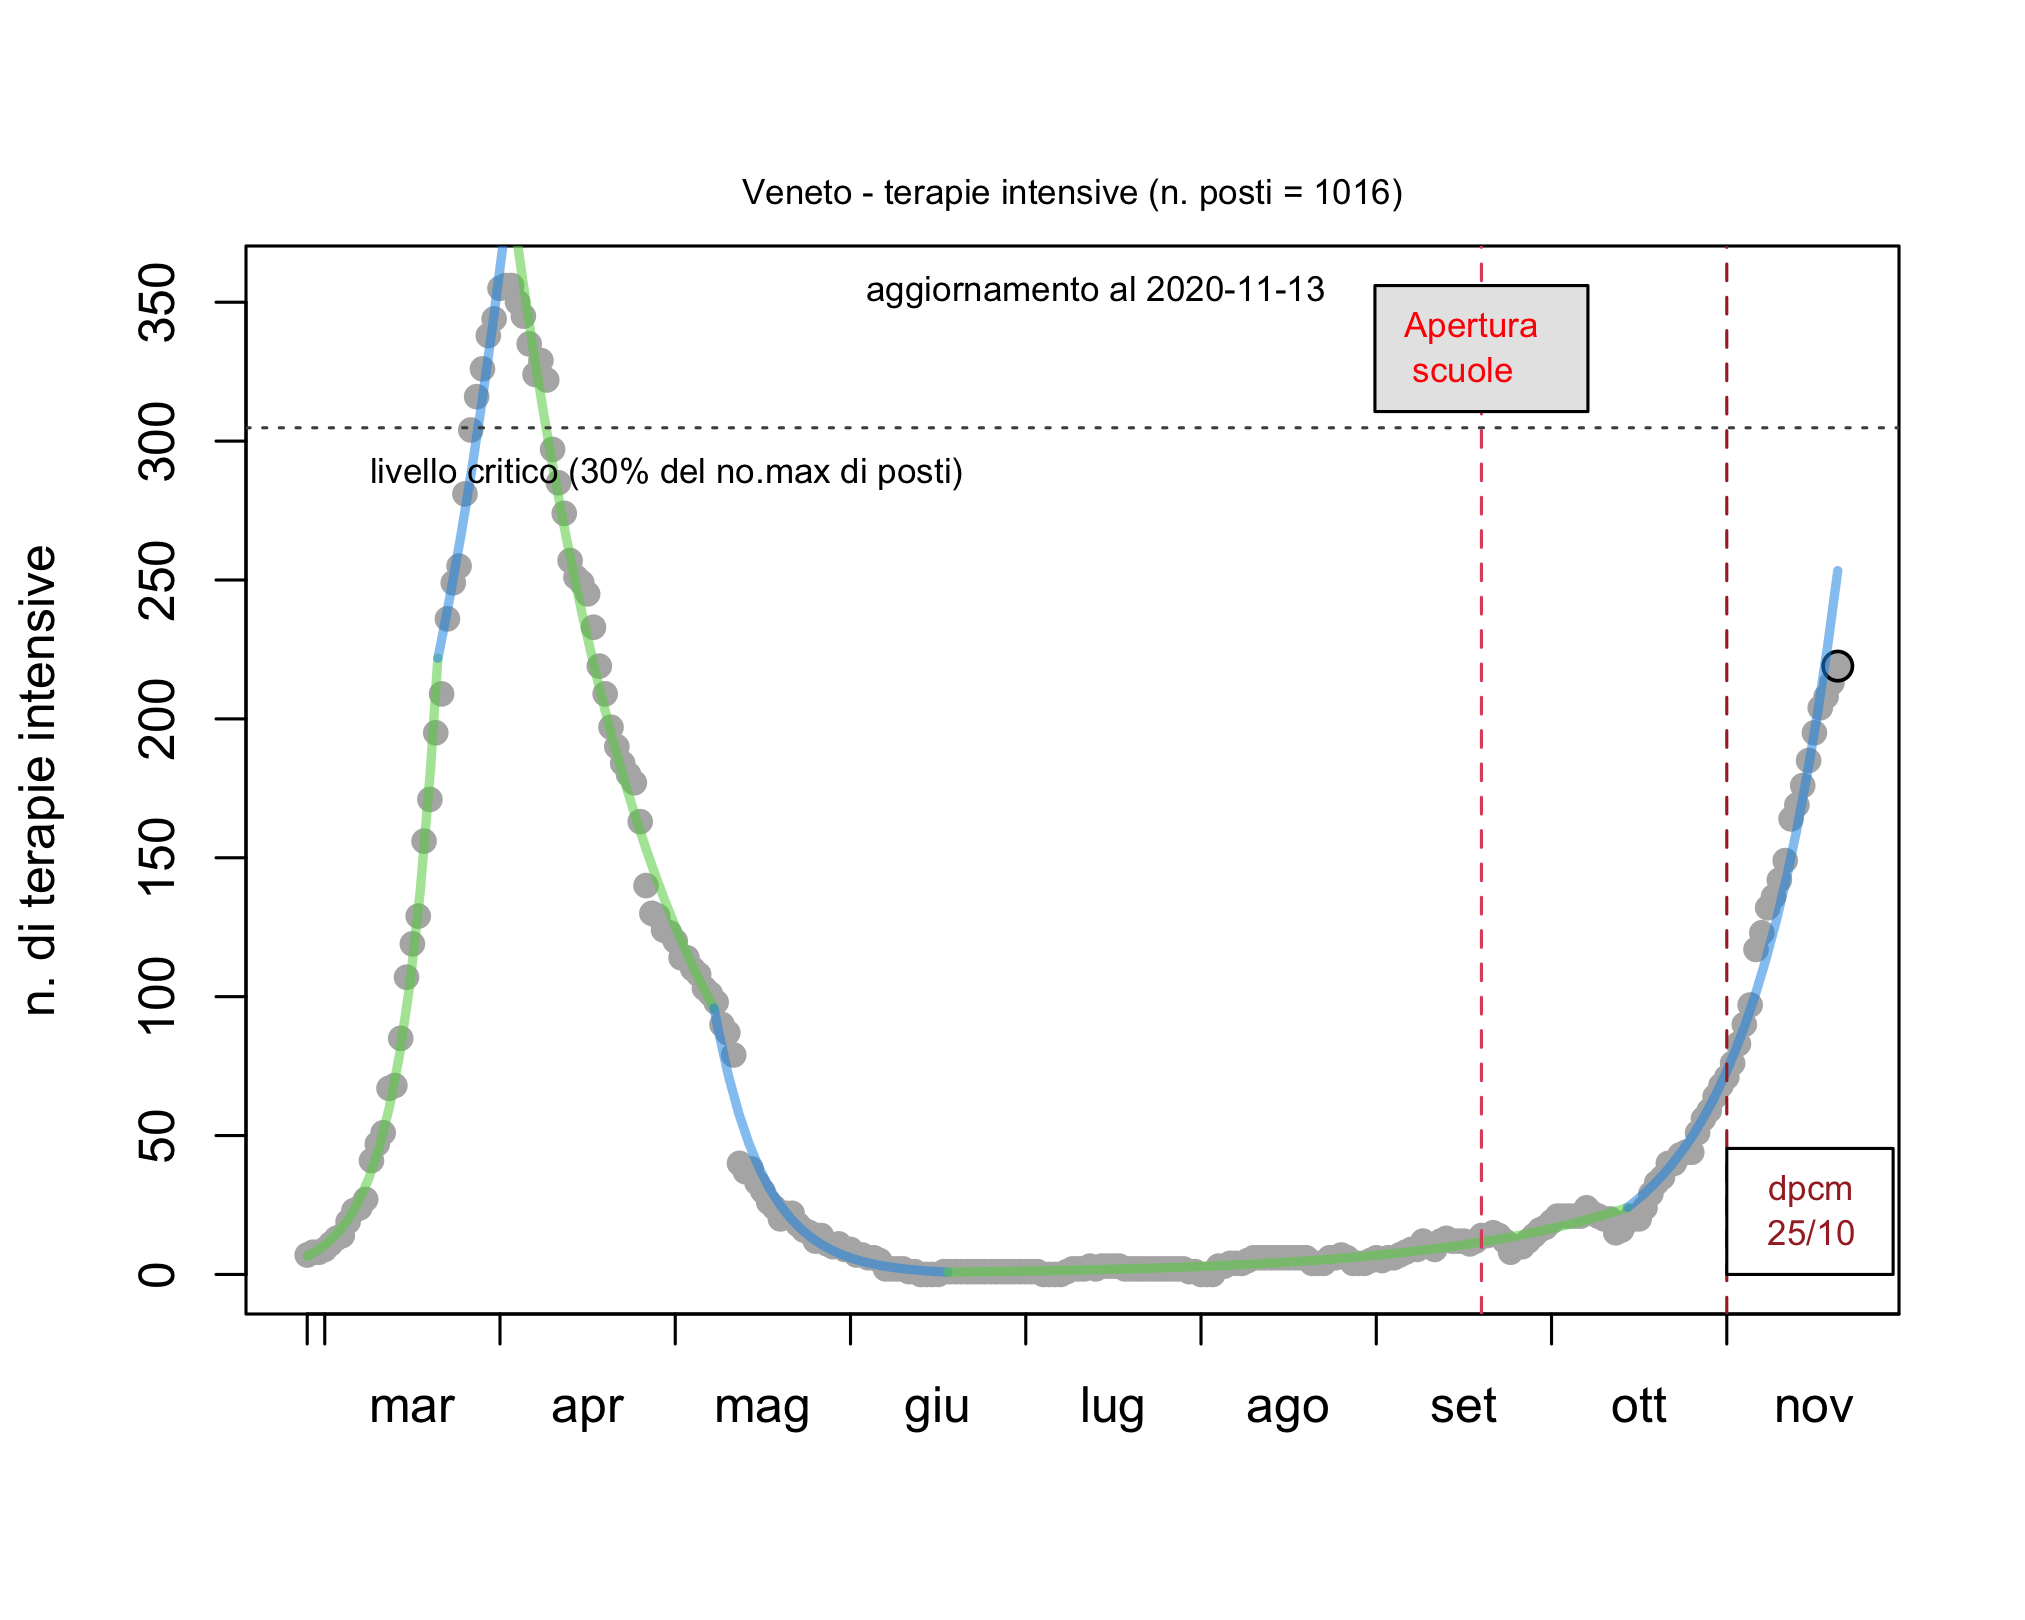 Veneto - terapie intensive (n. posti = 1016)
aggiornamento al 2020-11-13
Apertura
scuole
livello critico (30% del no.max di posti)
n. di terapie intensive
350
300
250
200
150
100
50
0
dpcm
25/10
mar apr mag giu lug ago set ott nov